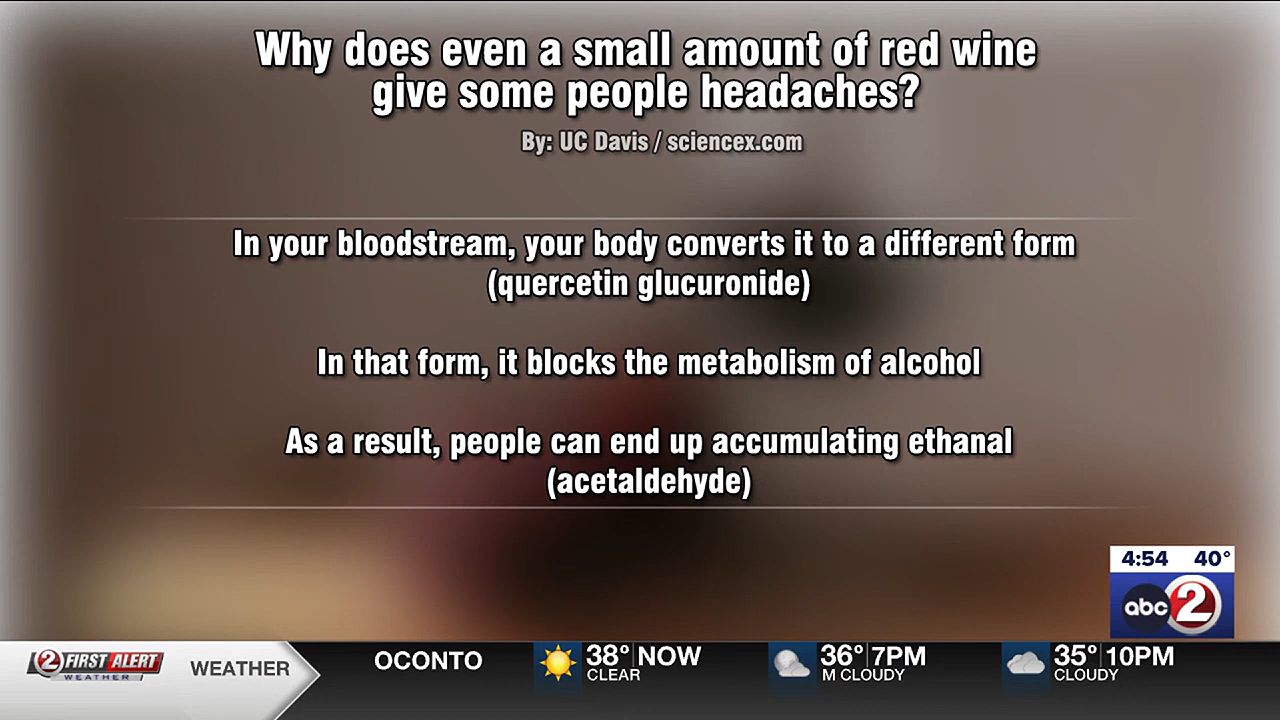 Why does even a small amount of red wine
give some people headaches?
By: UC Davis / sciencex.com
In your bloodstream, your body converts it to a different form
(quercetin glucuronide)
In that form, it blocks the metabolism of alcohol
As a result, people can end up accumulating ethanal
(acetaldehyde)
4:54 40°
abc 2
2 FIRST ALERT
WEATHER
WEATHER
OCONTO
38° NOW
CLEAR
36° 7PM
M CLOUDY
35° 10PM
CLOUDY